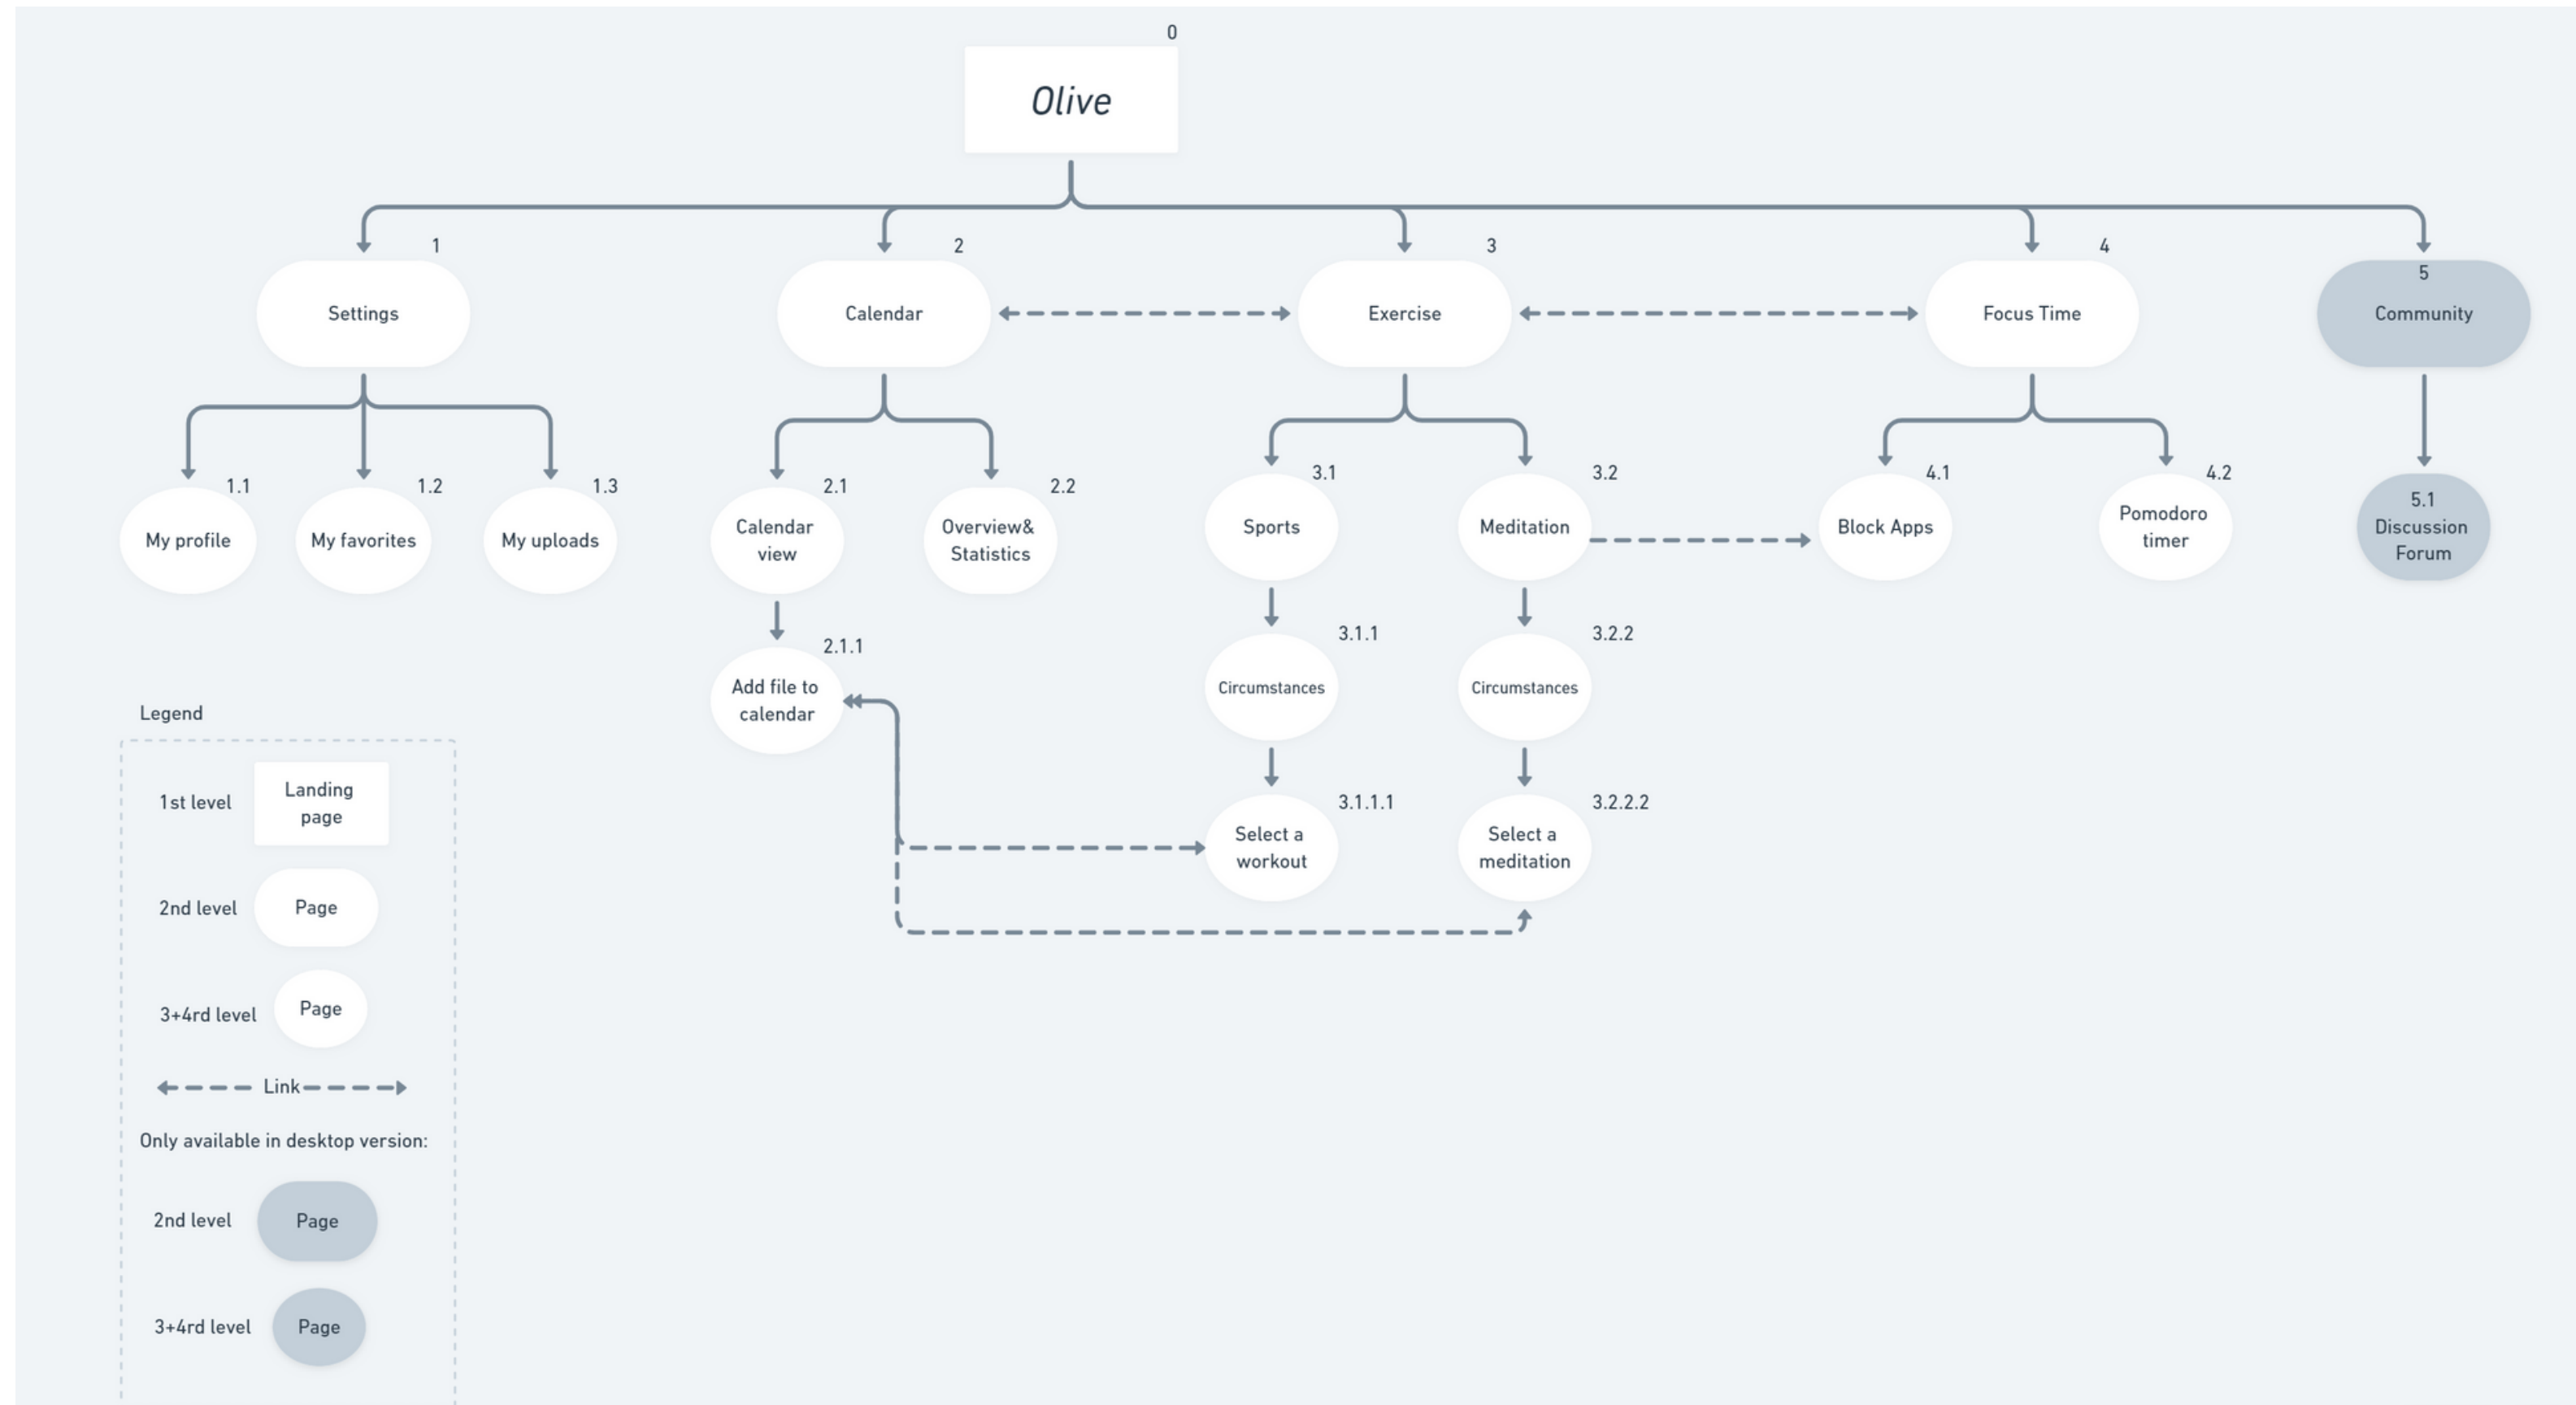 0
Olive
1
2
3
4
5
Settings
Calendar
Exercise
Focus Time
Community
1.1
1.2
1.3
2.1
2.2
3.1
3.2
4.1
4.2
5.1
My profile
My favorites
My uploads
Calendar
view
Overview&
Statistics
Sports
Meditation
Block Apps
Pomodoro
timer
Discussion
Forum
2.1.1
3.1.1
3.2.2
Add file to
calendar
Circumstances
Circumstances
3.1.1.1
3.2.2.2
Select a
workout
Select a
meditation
Legend
1st level
Landing
page
2nd level
Page
3+4rd level
Page
Link
Only available in desktop version:
2nd level
Page
3+4rd level
Page